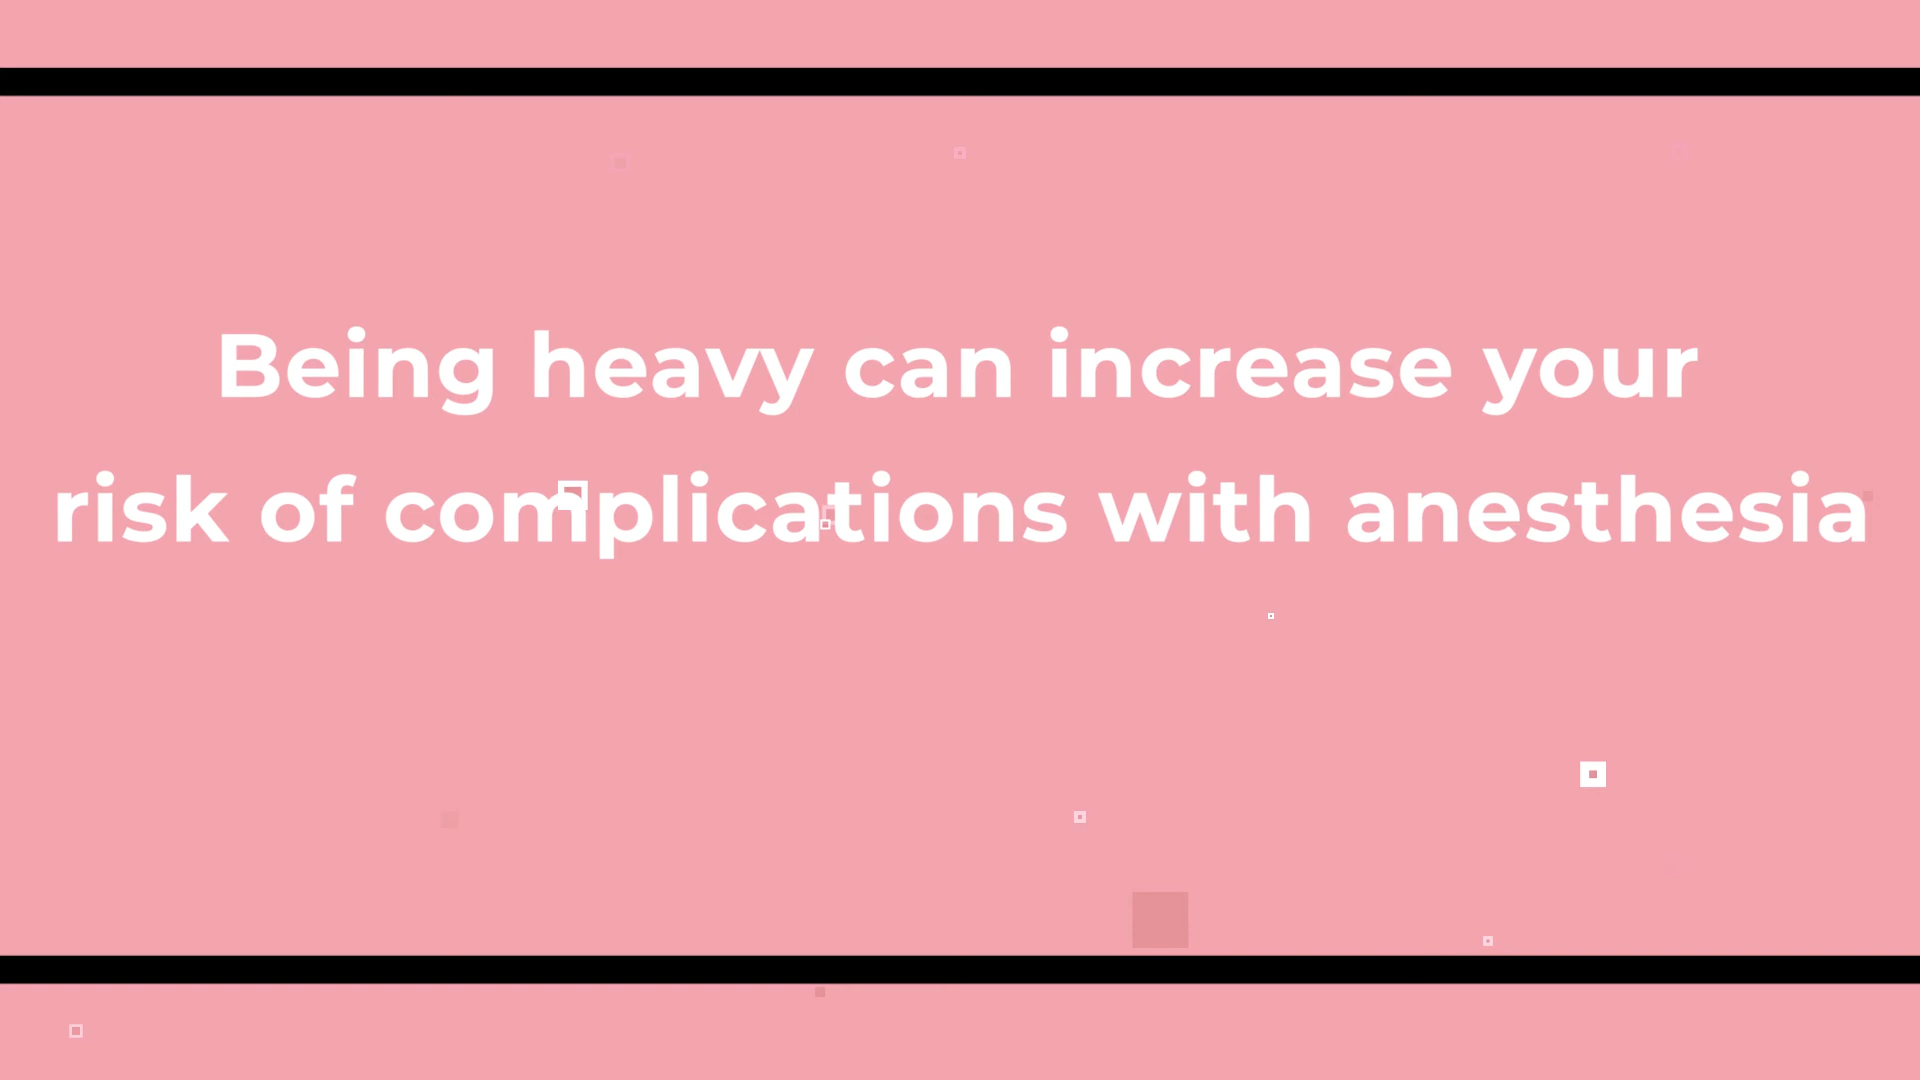 Being heavy can increase your
risk of complications with anesthesia